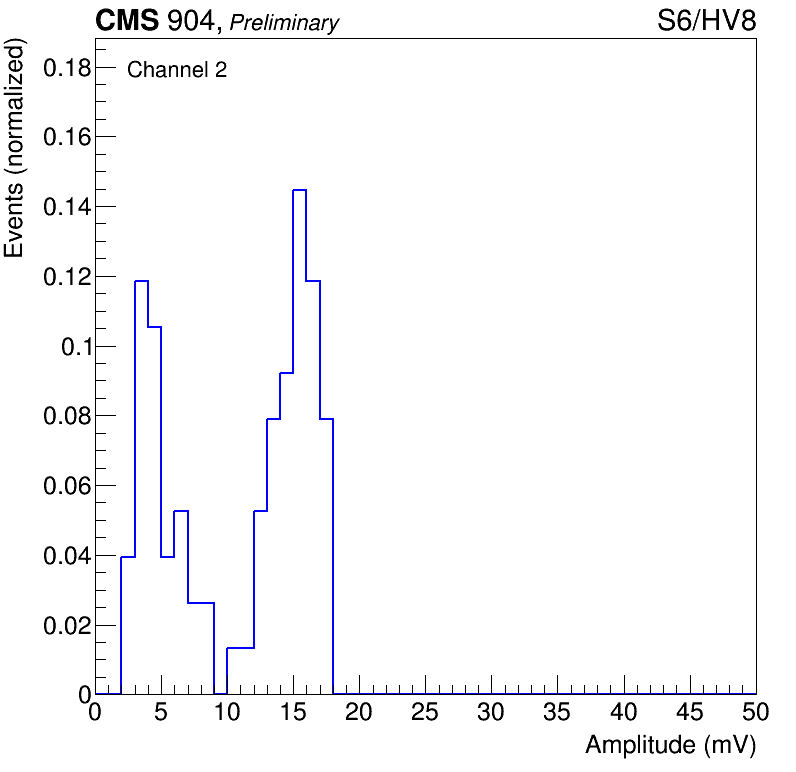 CMS 904, Preliminary S6/HV8
Channel 2
Events (normalized)
0.18
0.16
0.14
0.12
0.1
0.08
0.06
0.04
0.02
0
0 5 10 15 20 25 30 35 40 45 50
Amplitude (mV)